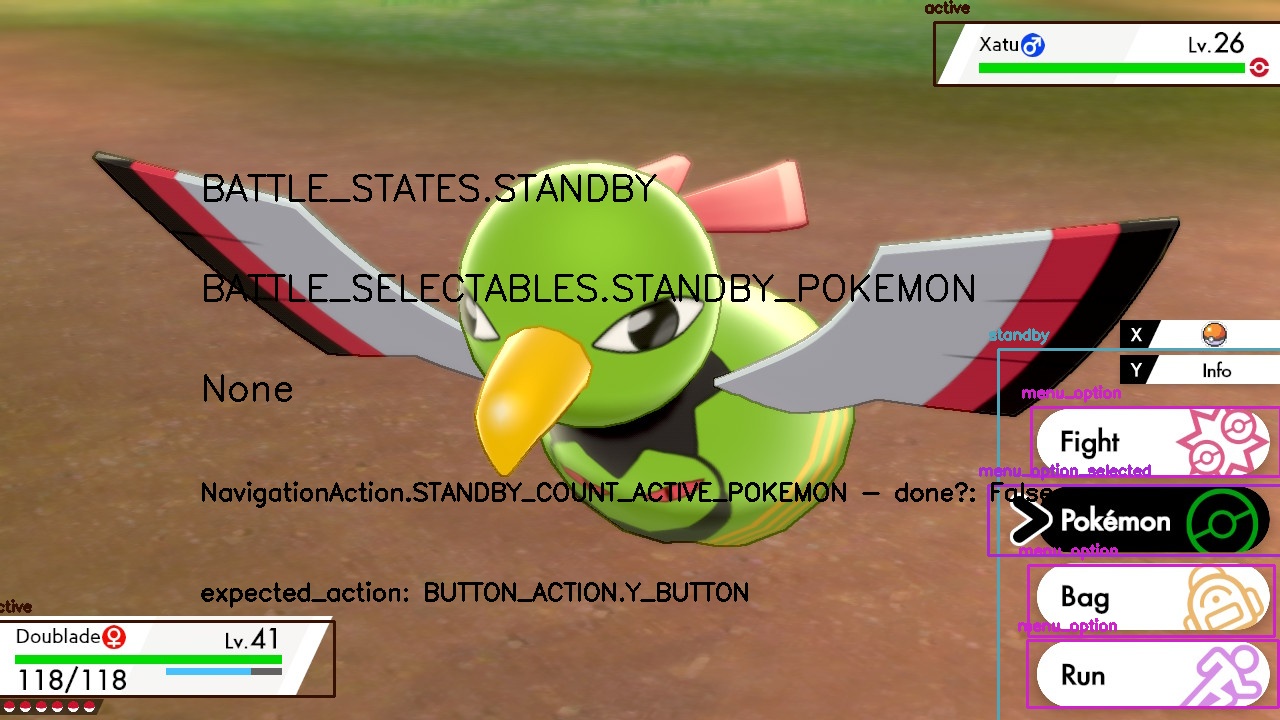 active
Xatu Lv.26
BATTLE_STATES.STANDBY
BATTLE_SELECTABLES.STANDBY_POKEMON
standby
X
Y Info
None
menu_option
Fight
menu_option_selected
NavigationAction.STANDBY_COUNT_ACTIVE_POKEMON - done?: False
Pokémon
menu_option
expected_action: BUTTON_ACTION.Y_BUTTON
Bag
menu_option
Run
ctive
Doublade Lv.41
118/118